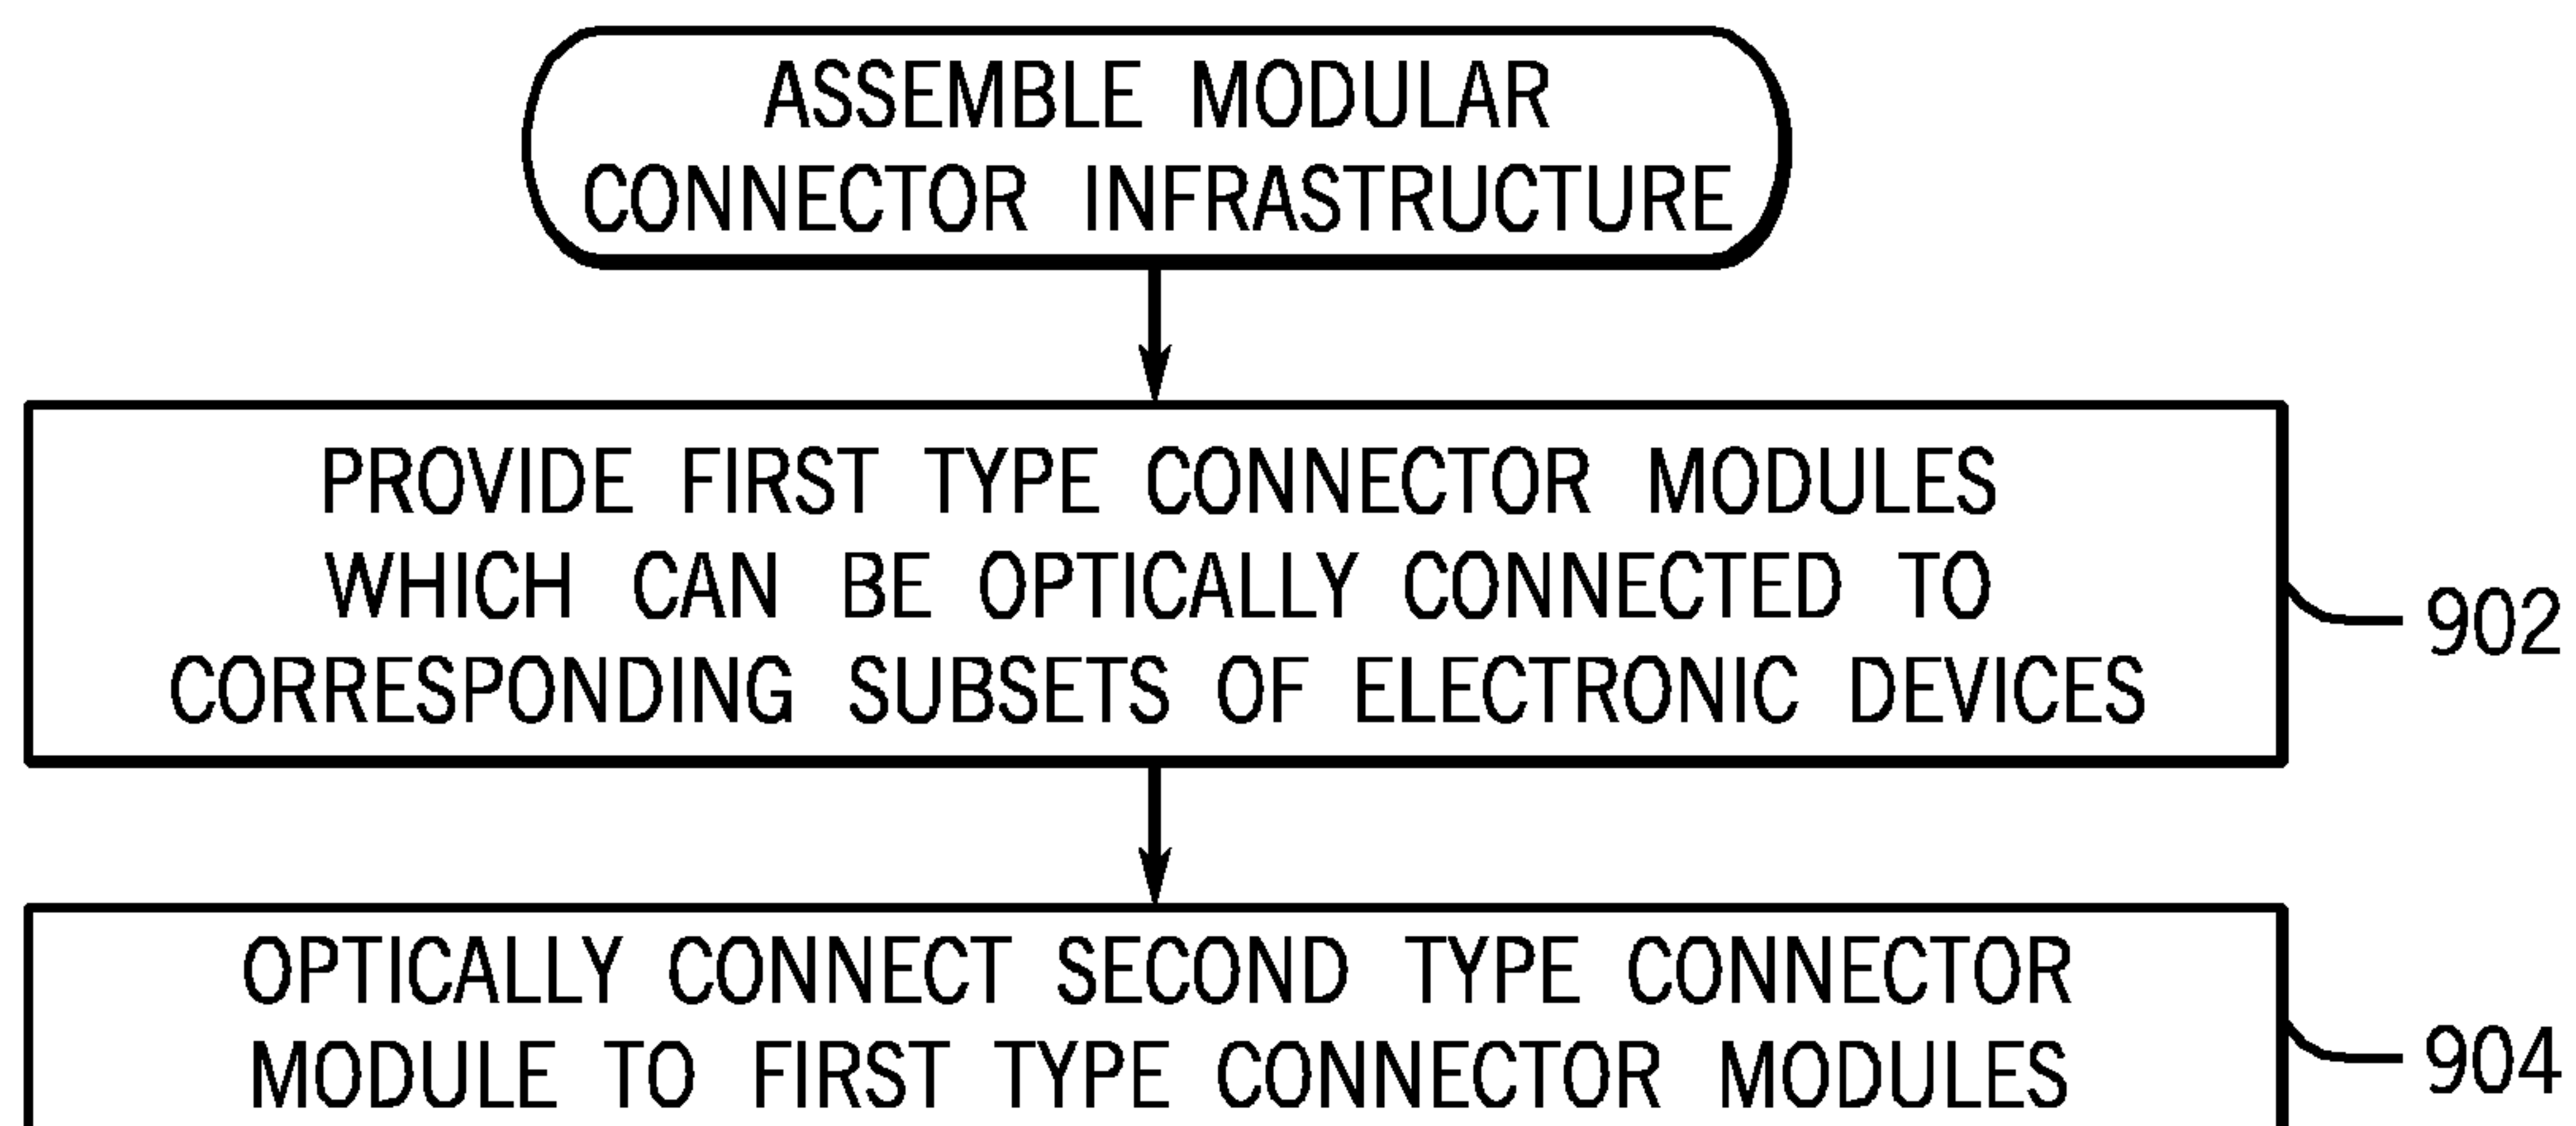 ASSEMBLE MODULAR
CONNECTOR INFRASTRUCTURE
PROVIDE FIRST TYPE CONNECTOR MODULES
WHICH CAN BE OPTICALLY CONNECTED TO
CORRESPONDING SUBSETS OF ELECTRONIC DEVICES
902
OPTICALLY CONNECT SECOND TYPE CONNECTOR
MODULE TO FIRST TYPE CONNECTOR MODULES
904